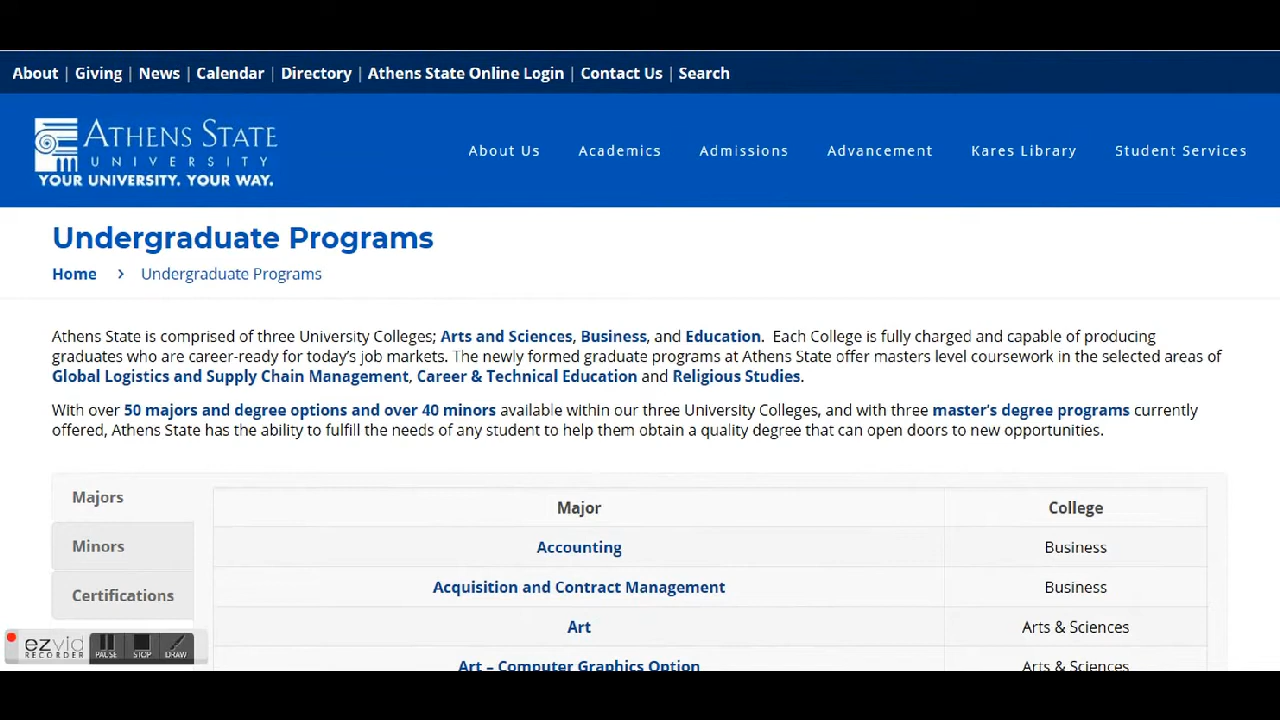 About | Giving | News | Calendar | Directory | Athens State Online Login | Contact Us | Search
ATHENS STATE
UNIVERSITY
YOUR UNIVERSITY. YOUR WAY.
About Us Academics Admissions Advancement Kares Library Student Services
Undergraduate Programs
Home > Undergraduate Programs
Athens State is comprised of three University Colleges; Arts and Sciences, Business, and Education. Each College is fully charged and capable of producing
graduates who are career-ready for today's job markets. The newly formed graduate programs at Athens State offer masters level coursework in the selected areas of
Global Logistics and Supply Chain Management, Career & Technical Education and Religious Studies.
With over 50 majors and degree options and over 40 minors available within our three University Colleges, and with three master's degree programs currently
offered, Athens State has the ability to fulfill the needs of any student to help them obtain a quality degree that can open doors to new opportunities.
Majors
Minors
Certifications
Major College
Accounting Business
Acquisition and Contract Management Business
Art Arts & Sciences
Art – Computer Graphics Option Arts & Sciences
ezvid
RECORDER
PAUSE STOP DRAW